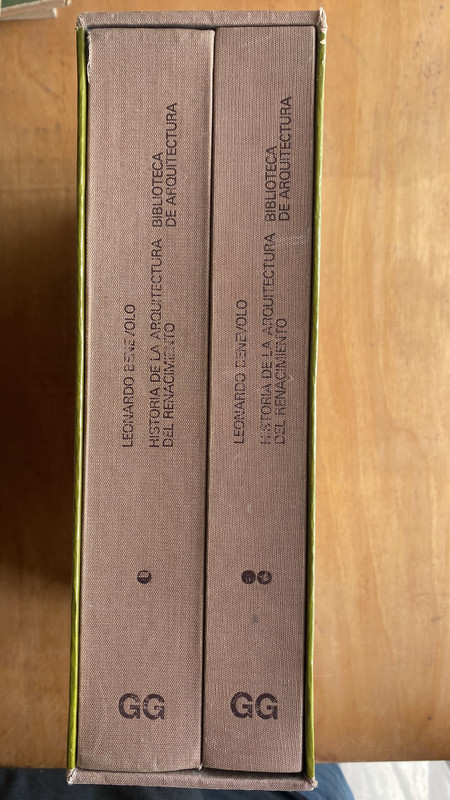 LEONARDO BENEVOLO
HISTORIA DE LA ARQUITECTURA
DEL RENACIMIENTO
BIBLIOTECA
DE ARQUITECTURA
GG
LEONARDO BENEVOLO
HISTORIA DE LA ARQUITECTURA
DEL RENACIMIENTO
BIBLIOTECA
DE ARQUITECTURA
GG